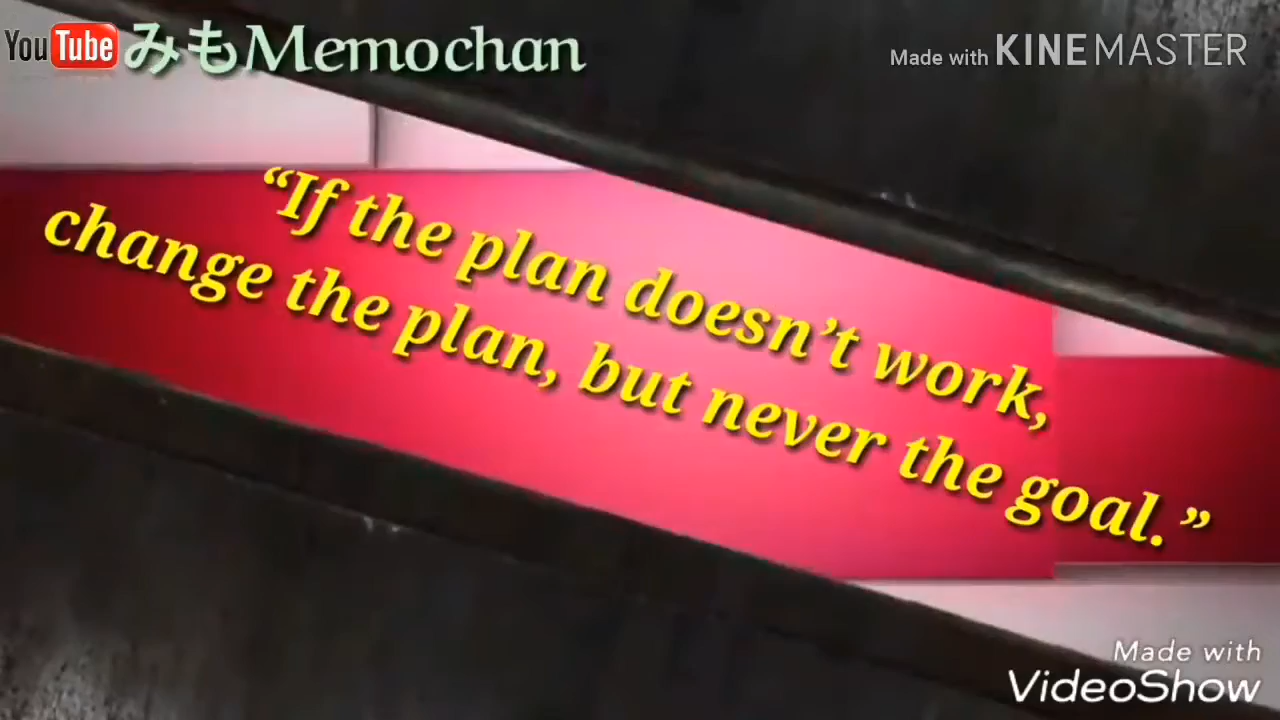 YouTube みもMemochan
Made with KINEMASTER
“If the plan doesn’t work,
change the plan, but never the goal.”
Made with
VideoShow